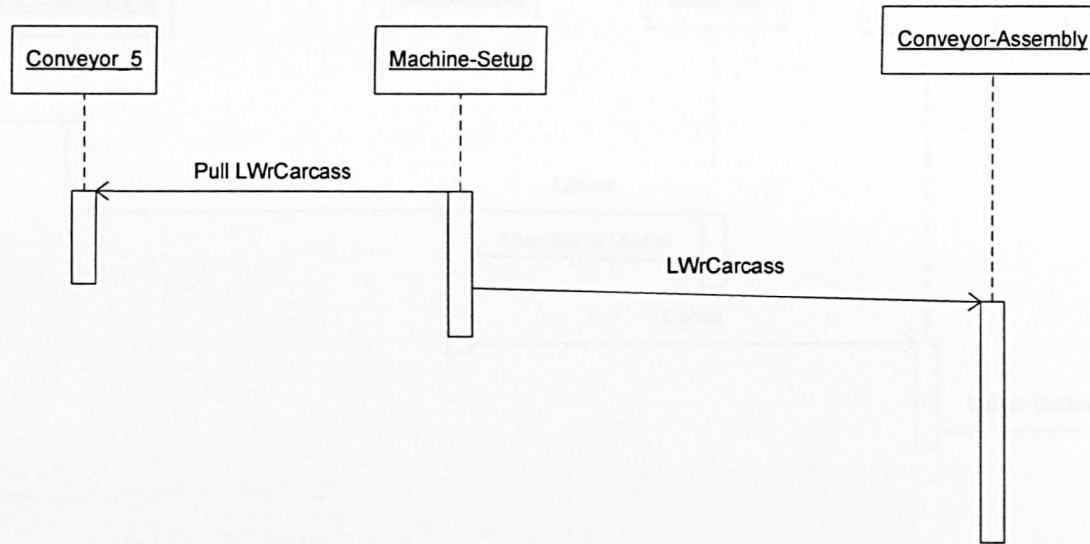 Conveyor_5
Machine-Setup
Conveyor-Assembly
Pull LWrCarcass
LWrCarcass